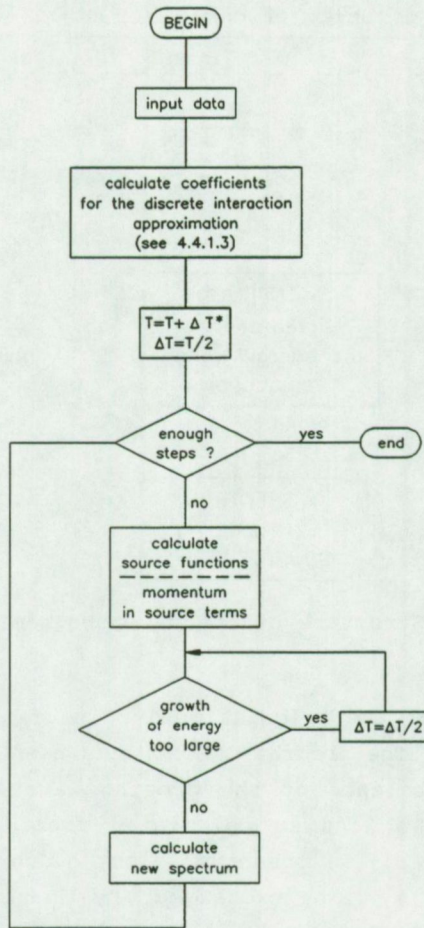 BEGIN
input data
calculate coefficients
for the discrete interaction
approximation
(see 4.4.1.3)
T=T+ Δ T*
ΔT=T/2
enough
steps ?
yes
end
no
calculate
source functions
momentum
in source terms
growth
of energy
too large
yes
ΔT=ΔT/2
no
calculate
new spectrum